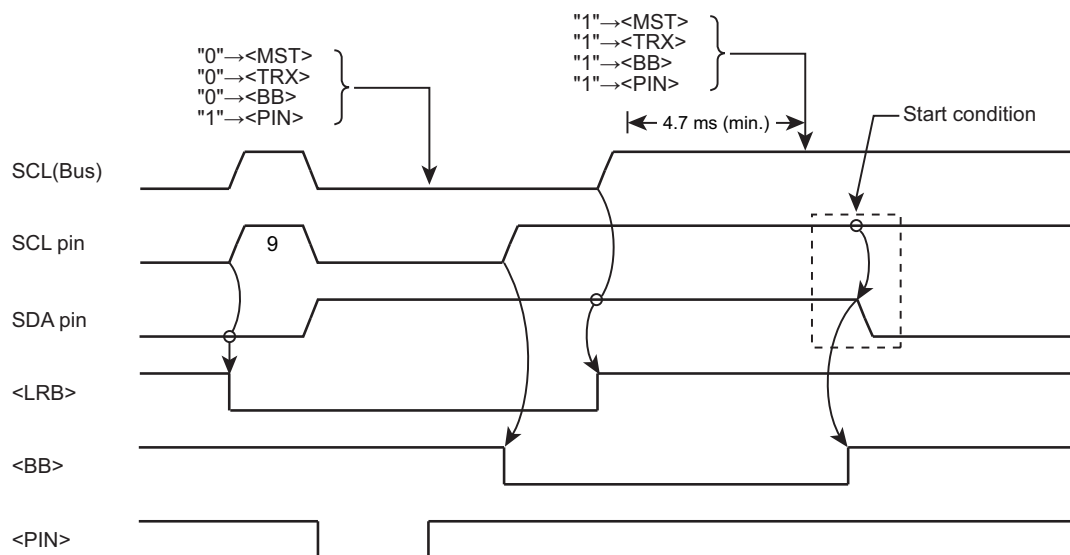 "0"→<MST>
"0"→<TRX>
"0"→<BB>
"1"→<PIN>
"1"→<MST>
"1"→<TRX>
"1"→<BB>
"1"→<PIN>
4.7 ms (min.)
Start condition
SCL(Bus)
SCL pin
9
SDA pin
<LRB>
<BB>
<PIN>